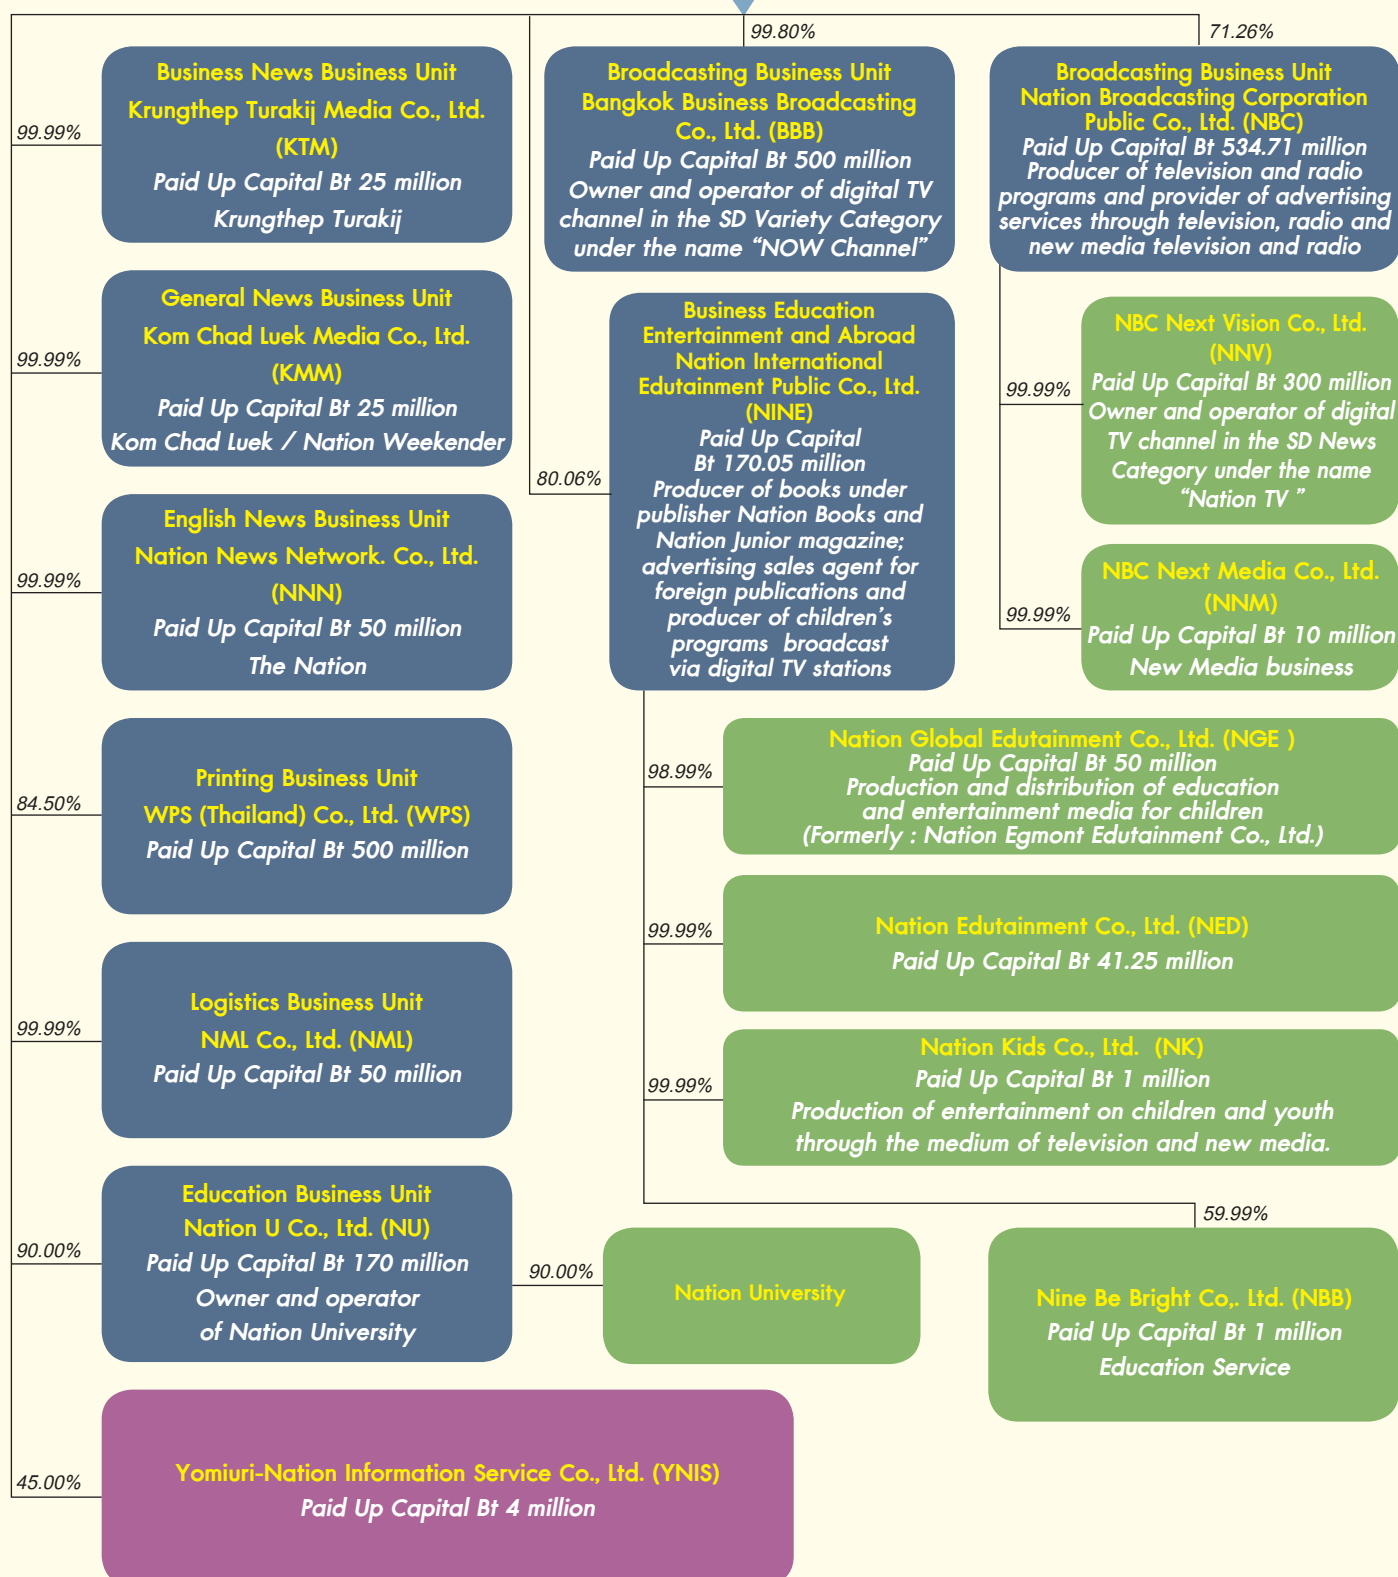 99.99%
Business News Business Unit
Krungthep Turakij Media Co., Ltd.
(KTM)
Paid Up Capital Bt 25 million
Krungthep Turakij
99.99%
General News Business Unit
Kom Chad Luek Media Co., Ltd.
(KMM)
Paid Up Capital Bt 25 million
Kom Chad Luek / Nation Weekender
99.99%
English News Business Unit
Nation News Network. Co., Ltd.
(NNN)
Paid Up Capital Bt 50 million
The Nation
84.50%
Printing Business Unit
WPS (Thailand) Co., Ltd. (WPS)
Paid Up Capital Bt 500 million
99.99%
Logistics Business Unit
NML Co., Ltd. (NML)
Paid Up Capital Bt 50 million
90.00%
Education Business Unit
Nation U Co., Ltd. (NU)
Paid Up Capital Bt 170 million
Owner and operator
of Nation University
90.00%
Nation University
45.00%
Yomiuri-Nation Information Service Co., Ltd. (YNIS)
Paid Up Capital Bt 4 million
99.80%
Broadcasting Business Unit
Bangkok Business Broadcasting
Co., Ltd. (BBB)
Paid Up Capital Bt 500 million
Owner and operator of digital TV
channel in the SD Variety Category
under the name “NOW Channel”
80.06%
Business Education
Entertainment and Abroad
Nation International
Edutainment Public Co., Ltd.
(NINE)
Paid Up Capital
Bt 170.05 million
Producer of books under
publisher Nation Books and
Nation Junior magazine;
advertising sales agent for
foreign publications and
producer of children’s
programs broadcast
via digital TV stations
71.26%
Broadcasting Business Unit
Nation Broadcasting Corporation
Public Co., Ltd. (NBC)
Paid Up Capital Bt 534.71 million
Producer of television and radio
programs and provider of advertising
services through television, radio and
new media television and radio
99.99%
NBC Next Vision Co., Ltd.
(NNV)
Paid Up Capital Bt 300 million
Owner and operator of digital
TV channel in the SD News
Category under the name
“Nation TV ”
99.99%
NBC Next Media Co., Ltd.
(NNM)
Paid Up Capital Bt 10 million
New Media business
98.99%
Nation Global Edutainment Co., Ltd. (NGE )
Paid Up Capital Bt 50 million
Production and distribution of education
and entertainment media for children
(Formerly : Nation Egmont Edutainment Co., Ltd.)
99.99%
Nation Edutainment Co., Ltd. (NED)
Paid Up Capital Bt 41.25 million
99.99%
Nation Kids Co., Ltd. (NK)
Paid Up Capital Bt 1 million
Production of entertainment on children and youth
through the medium of television and new media.
59.99%
Nine Be Bright Co,. Ltd. (NBB)
Paid Up Capital Bt 1 million
Education Service